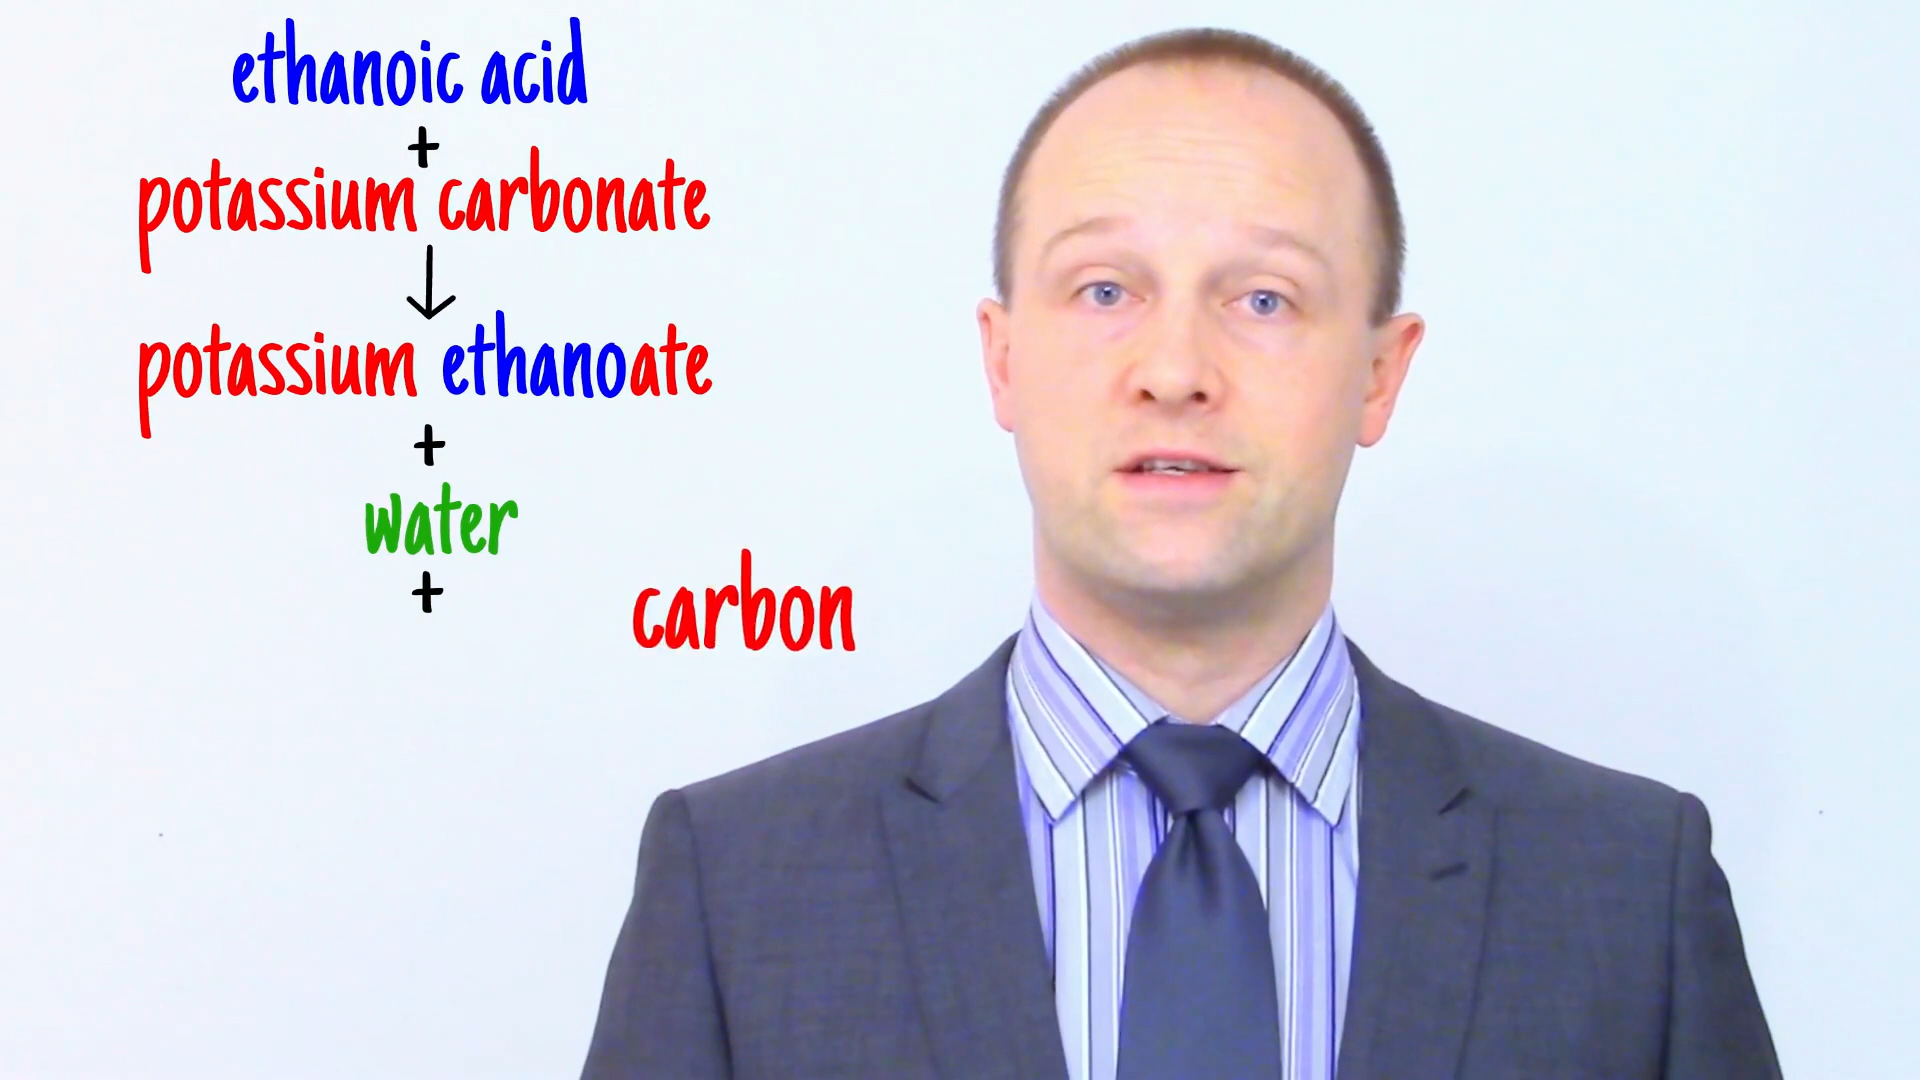 ethanoic acid
+
potassium carbonate
↓
potassium ethanoate
+
water
+
carbon